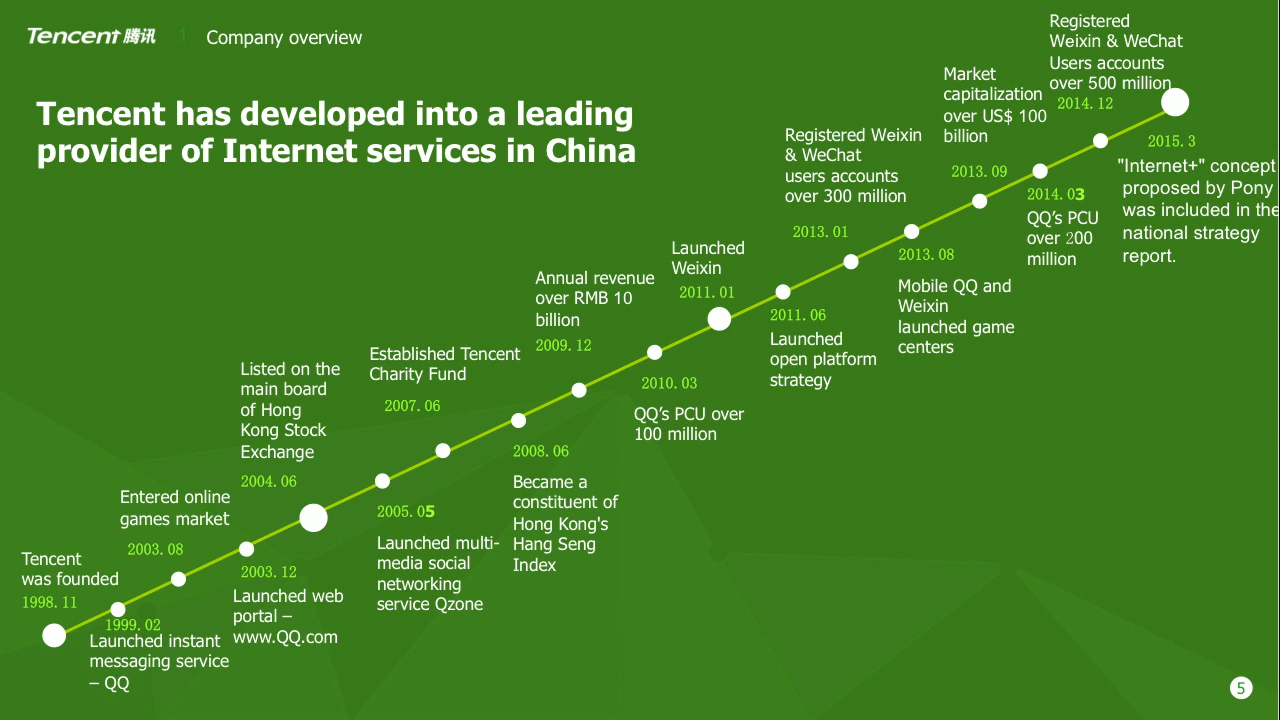 Tencent 腾讯
1
Company overview
Tencent has developed into a leading
provider of Internet services in China
Tencent
was founded
1998. 11
1999. 02
Launched instant
messaging service
– QQ
Entered online
games market
2003. 08
2003. 12
Launched web
portal –
www.QQ.com
Listed on the
main board
of Hong
Kong Stock
Exchange
2004. 06
2005. 05
Launched multi-
media social
networking
service Qzone
Established Tencent
Charity Fund
2007. 06
2008. 06
Became a
constituent of
Hong Kong's
Hang Seng
Index
Annual revenue
over RMB 10
billion
2009. 12
2010. 03
QQ’s PCU over
100 million
Launched
Weixin
2011. 01
2011. 06
Launched
open platform
strategy
Registered Weixin
& WeChat
users accounts
over 300 million
2013. 01
2013. 08
Mobile QQ and
Weixin
launched game
centers
Market
capitalization
over US$ 100
billion
2013. 09
2014. 03
QQ’s PCU
over 200
million
Registered
Weixin & WeChat
Users accounts
over 500 million
2014. 12
2015. 3
"Internet+" concept
proposed by Pony
was included in the
national strategy
report.
5